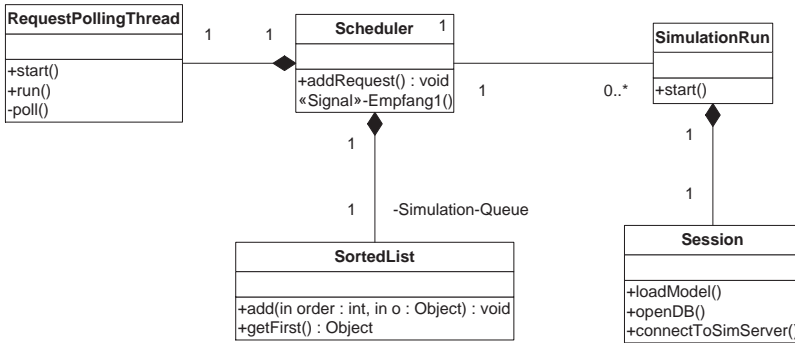 RequestPollingThread
+start()
+run()
-poll()
1
1
Scheduler
1
+addRequest() : void
«Signal»-Empfang1()
1
0..*
SimulationRun
+start()
1
1
1
1
-Simulation-Queue
SortedList
+add(in order : int, in o : Object) : void
+getFirst() : Object
Session
+loadModel()
+openDB()
+connectToSimServer()